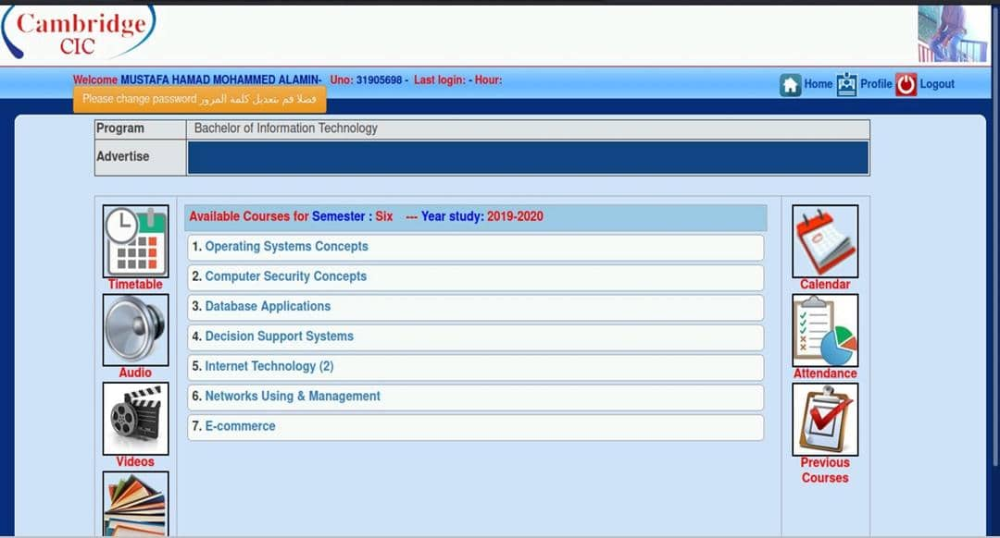 Cambridge
CIC
Welcome MUSTAFA HAMAD MOHAMMED ALAMIN- Uno: 31905698 - Last login: - Hour:
Home Profile Logout
Please change password فضلا قم بتعديل كلمة المرور
Program Bachelor of Information Technology
Advertise
Available Courses for Semester : Six --- Year study: 2019-2020
1. Operating Systems Concepts
2. Computer Security Concepts
3. Database Applications
4. Decision Support Systems
5. Internet Technology (2)
6. Networks Using & Management
7. E-commerce
Timetable
Audio
Videos
Calendar
Attendance
Previous
Courses